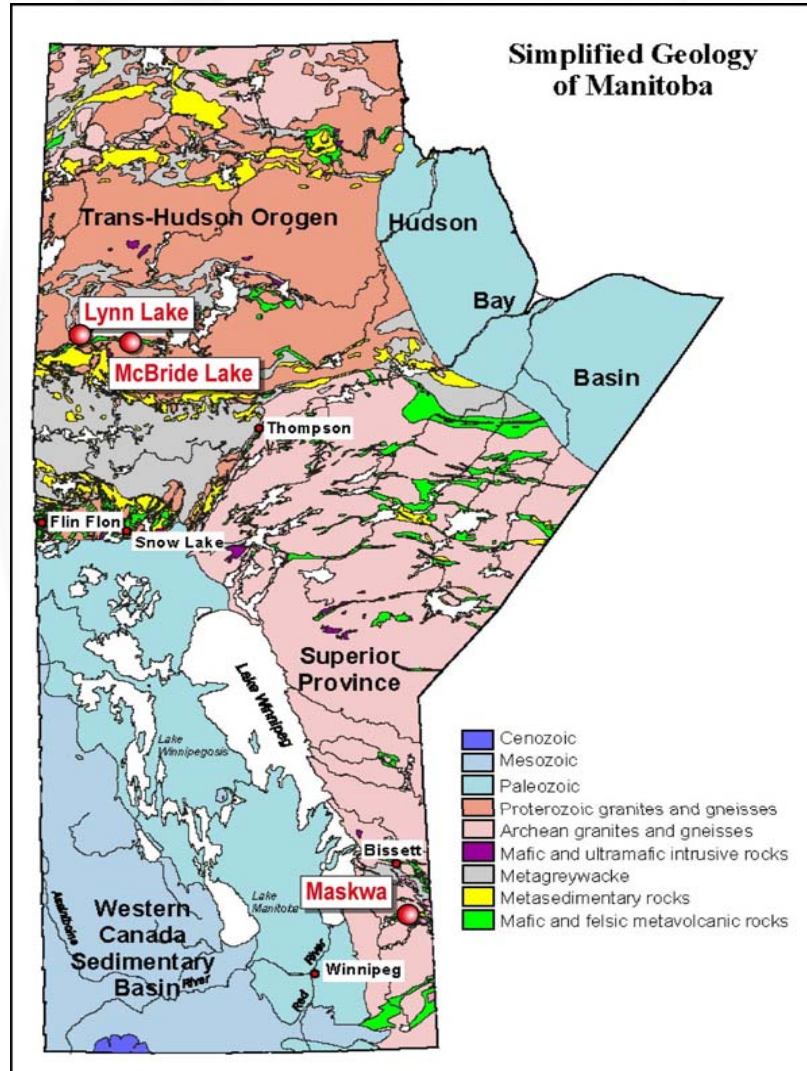 Simplified Geology
of Manitoba
Trans-Hudson Orogen
Hudson
Bay
Basin
Lynn Lake
McBride Lake
Thompson
Flin Flon
Snow Lake
Superior
Province
Lake Winnipeg
Lake
Winnipegosis
Cenozoic
Mesozoic
Paleozoic
Proterozoic granites and gneisses
Archean granites and gneisses
Mafic and ultramafic intrusive rocks
Metagreywacke
Metasedimentary rocks
Mafic and felsic metavolcanic rocks
Bissett
Maskwa
Lake
Manitoba
Assiniboine
River
Western
Canada
Sedimentary
Basin
Winnipeg
Red
River